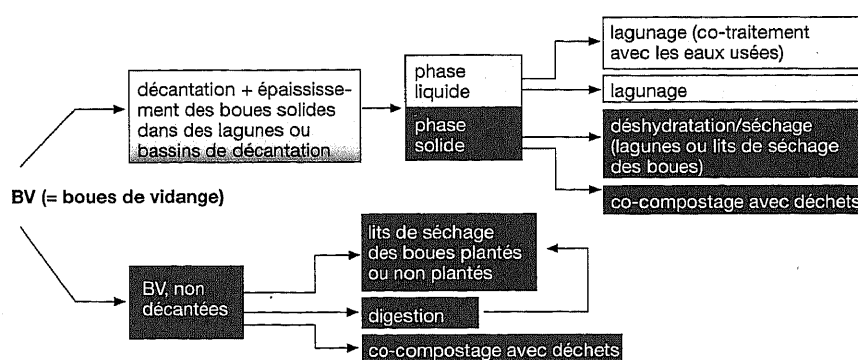 lagunage (co-traitement
avec les eaux usées)
décantation + épaississe-
ment des boues solides
dans des lagunes ou
bassins de décantation
phase
liquide
lagunage
phase
solide
déshydratation/séchage
(lagunes ou lits de séchage
des boues)
co-compostage avec déchets
BV (= boues de vidange)
lits de séchage
des boues plantés
ou non plantés
BV, non
décantées
digestion
co-compostage avec déchets